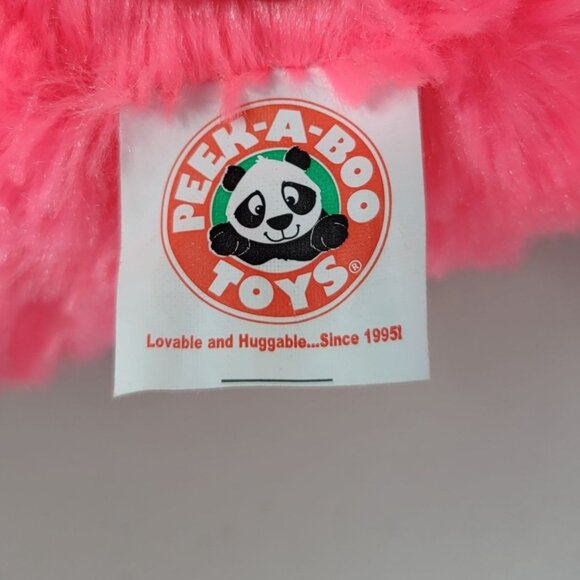 PEEK-A-BOO
TOYS®
Lovable and Huggable...Since 1995!